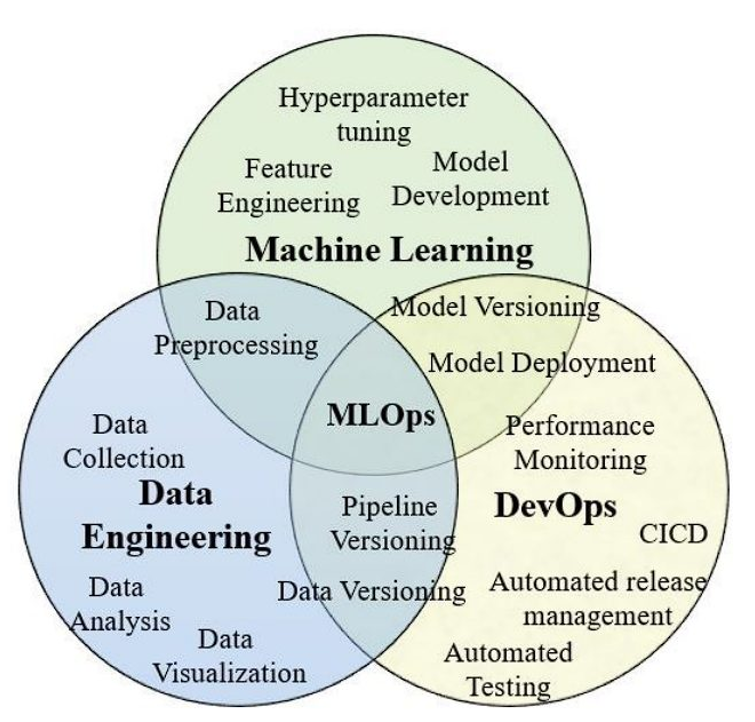 Hyperparameter
tuning
Feature
Engineering
Model
Development
Machine Learning
Data
Preprocessing
Model Versioning
Model Deployment
MLOps
Data
Collection
Data
Engineering
Data
Analysis
Data
Visualization
Pipeline
Versioning
Data Versioning
Performance
Monitoring
DevOps
CICD
Automated release
management
Automated
Testing